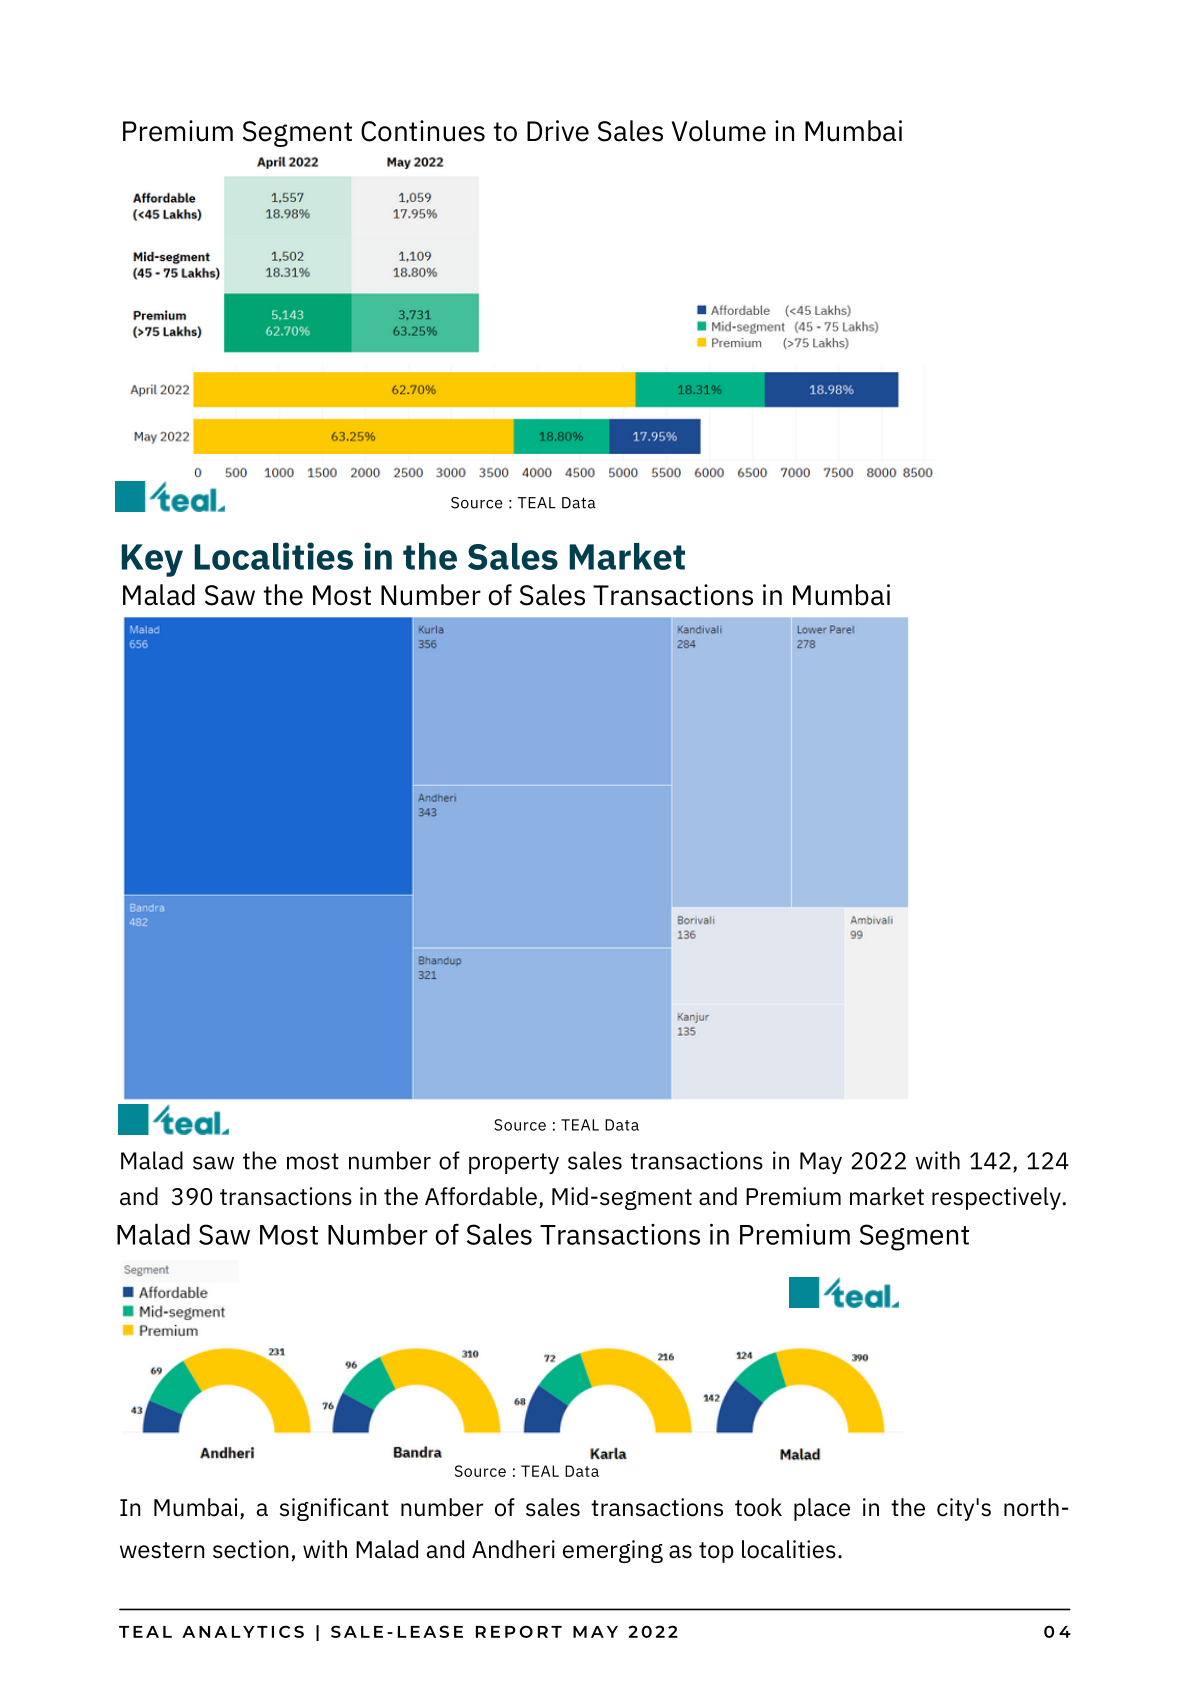 Premium Segment Continues to Drive Sales Volume in Mumbai
April 2022 May 2022
Affordable 1,557 1,059
(<45 Lakhs) 18.98% 17.95%
Mid-segment 1,502 1,109
(45 - 75 Lakhs) 18.31% 18.80%
Premium 5,143 3,731
(>75 Lakhs) 62.70% 63.25%
Affordable (<45 Lakhs)
Mid-segment (45 - 75 Lakhs)
Premium (>75 Lakhs)
April 2022 62.70% 18.31% 18.98%
May 2022 63.25% 18.80% 17.95%
0 500 1000 1500 2000 2500 3000 3500 4000 4500 5000 5500 6000 6500 7000 7500 8000 8500
teal.
Source : TEAL Data
Key Localities in the Sales Market
Malad Saw the Most Number of Sales Transactions in Mumbai
Malad
656
Kurla
356
Kandivali
284
Lower Parel
278
Andheri
343
Bandra
482
Borivali
136
Ambivali
99
Bhandup
321
Kanjur
135
teal.
Source : TEAL Data
Malad saw the most number of property sales transactions in May 2022 with 142, 124
and 390 transactions in the Affordable, Mid-segment and Premium market respectively.
Malad Saw Most Number of Sales Transactions in Premium Segment
Segment
Affordable
Mid-segment
Premium
teal.
43 69 231
Andheri
76 96 310
Bandra
68 72 216
Karla
142 124 390
Malad
Source : TEAL Data
In Mumbai, a significant number of sales transactions took place in the city's north-
western section, with Malad and Andheri emerging as top localities.
TEAL ANALYTICS | SALE-LEASE REPORT MAY 2022 04